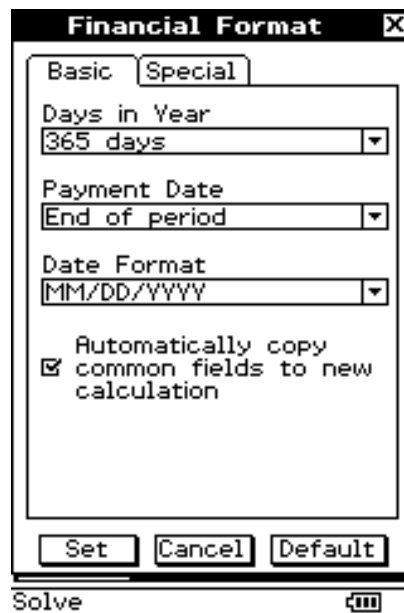 Financial Format
Basic Special
Days in Year
365 days
Payment Date
End of period
Date Format
MM/DD/YYYY
Automatically copy
common fields to new
calculation
Set Cancel Default
Solve